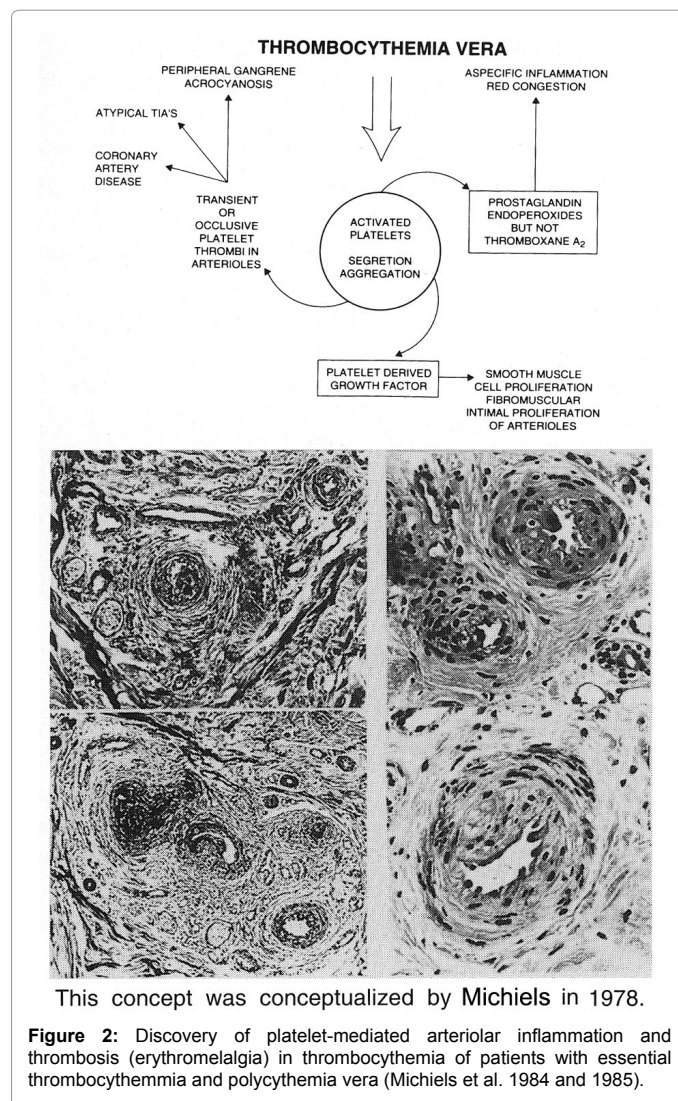 THROMBOCYTHEMIA VERA
PERIPHERAL GANGRENE
ACROCYANOSIS
ATYPICAL TIA'S
CORONARY
ARTERY
DISEASE
TRANSIENT
OR
OCCLUSIVE
PLATELET
THROMBI IN
ARTERIOLES
ACTIVATED
PLATELETS
SEGRETION
AGGREGATION
ASPECIFIC INFLAMMATION
RED CONGESTION
PROSTAGLANDIN
ENDOPEROXIDES
BUT NOT
THROMBOXANE A2
PLATELET DERIVED
GROWTH FACTOR
SMOOTH MUSCLE
CELL PROLIFERATION
FIBROMUSCULAR
INTIMAL PROLIFERATION
OF ARTERIOLES
This concept was conceptualized by Michiels in 1978.
Figure 2: Discovery of platelet-mediated arteriolar inflammation and
thrombosis (erythromelalgia) in thrombocythemia of patients with essential
thrombocythemmia and polycythemia vera (Michiels et al. 1984 and 1985).